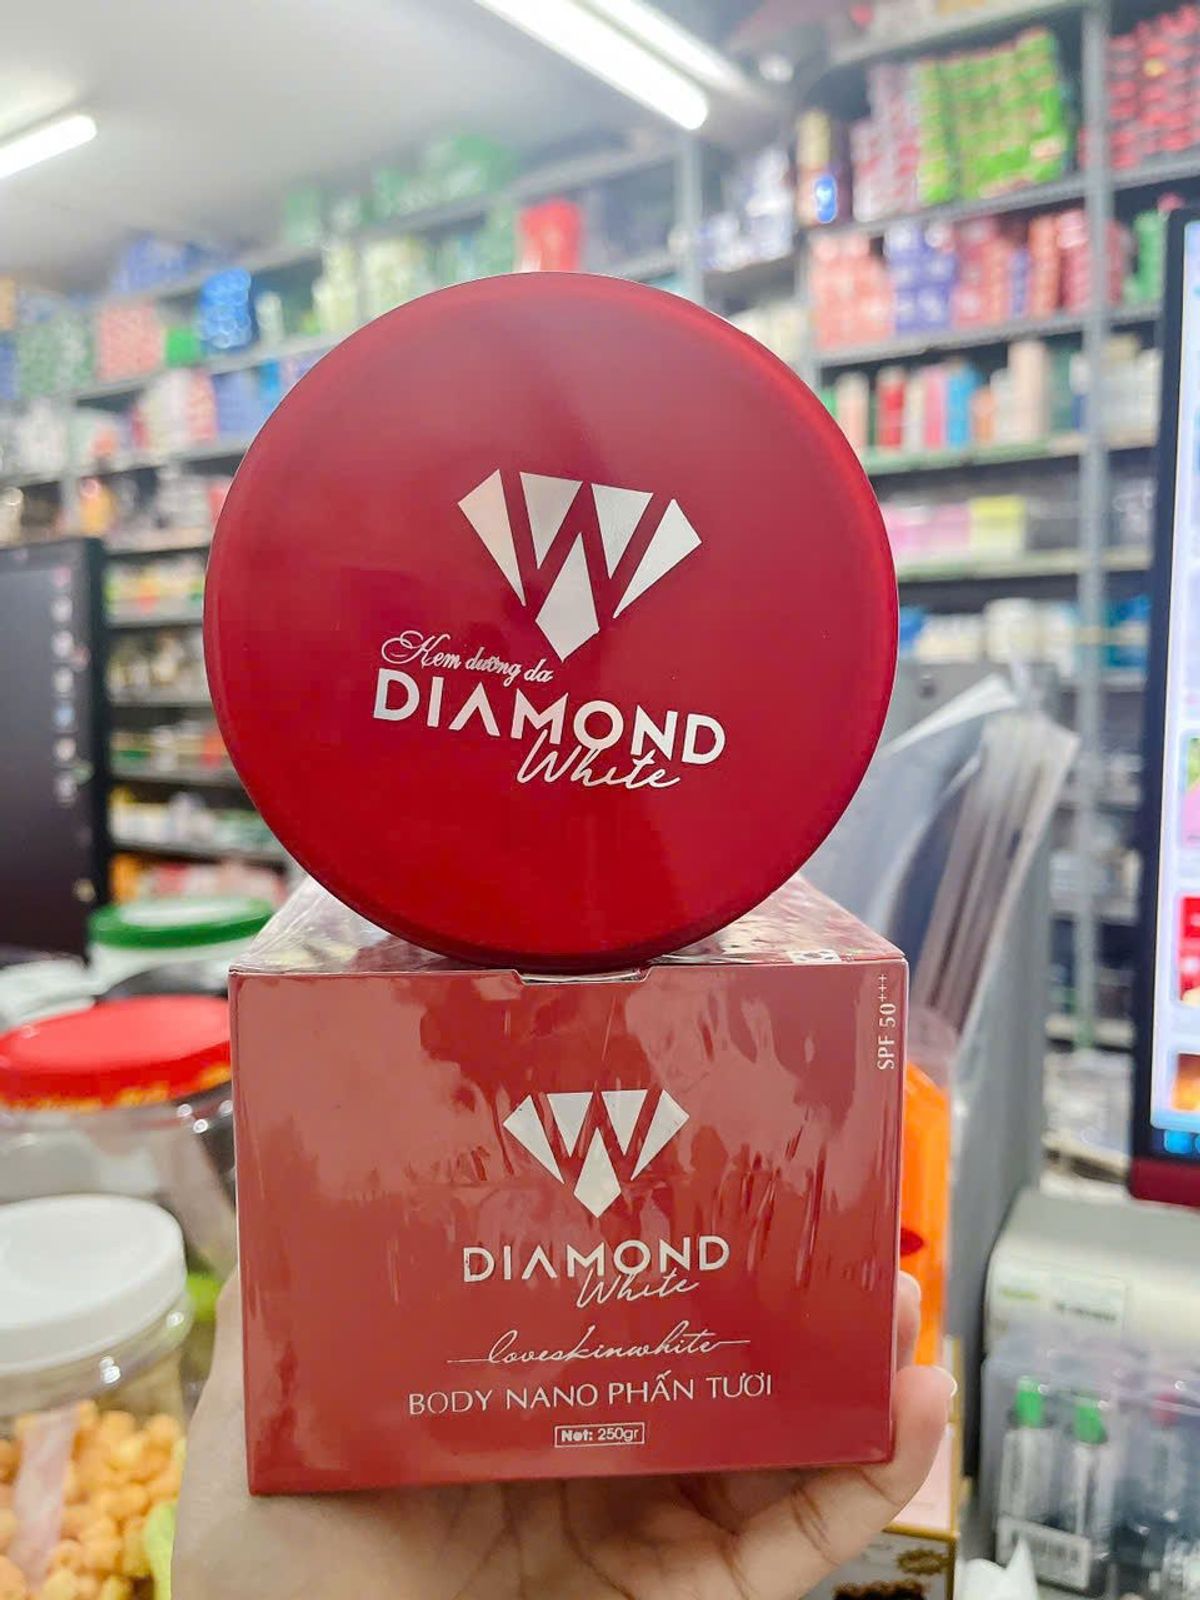 Kem dưỡng da
DIAMOND
White
SPF 50+++
DIAMOND
White
loveskinwhite
BODY NANO PHẤN TƯƠI
Net: 250gr